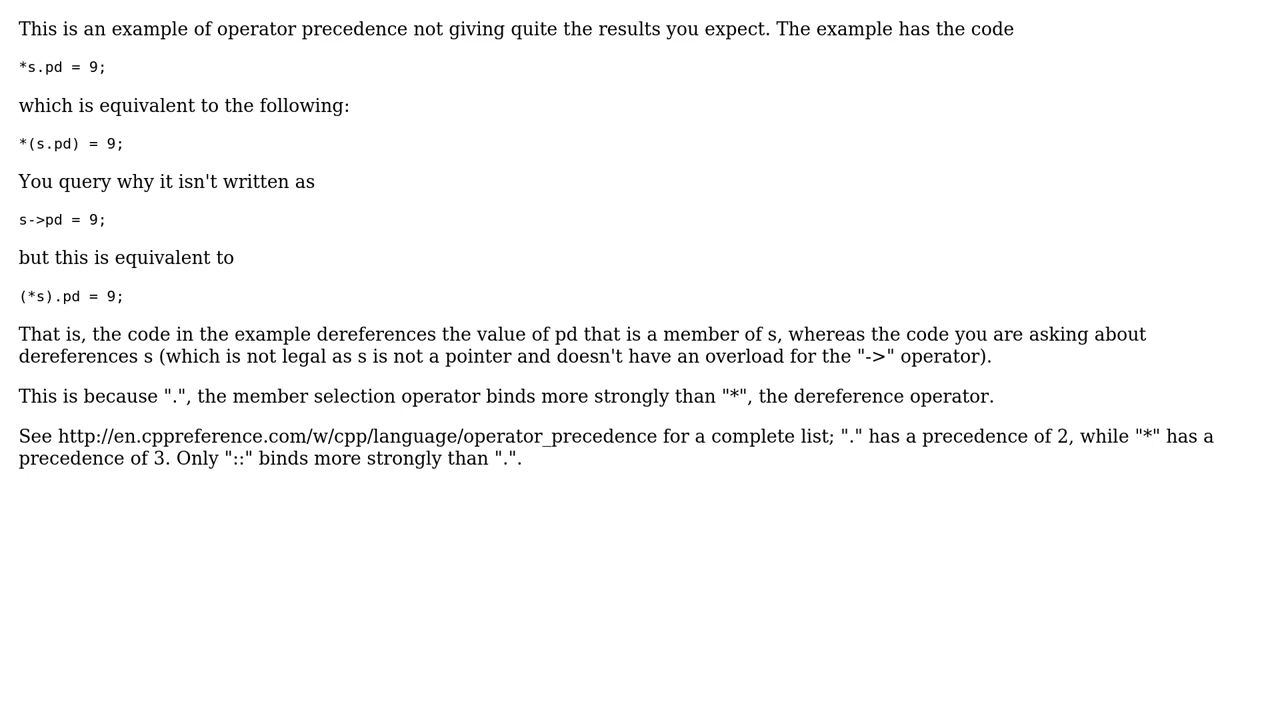 This is an example of operator precedence not giving quite the results you expect. The example has the code
*s.pd = 9;
which is equivalent to the following:
*(s.pd) = 9;
You query why it isn't written as
s->pd = 9;
but this is equivalent to
(*s).pd = 9;
That is, the code in the example dereferences the value of pd that is a member of s, whereas the code you are asking about
dereferences s (which is not legal as s is not a pointer and doesn't have an overload for the "->" operator).
This is because ".", the member selection operator binds more strongly than "*", the dereference operator.
See http://en.cppreference.com/w/cpp/language/operator_precedence for a complete list; "." has a precedence of 2, while "*" has a
precedence of 3. Only "::" binds more strongly than ".".